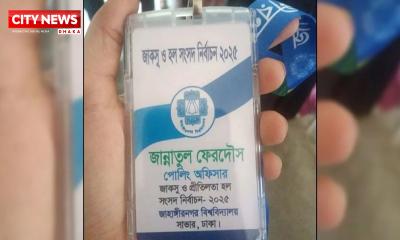 CITY NEWS
DHAKA
জাকসু ও হল সংসদ নির্বাচন ২০২৫
জান্নাতুল ফেরদৌস
পোলিং অফিসার
জাকসু ও প্রীতিলতা হল
সংসদ নির্বাচন- ২০২৫
জাহাঙ্গীরনগর বিশ্ববিদ্যালয়
সাভার, ঢাকা।